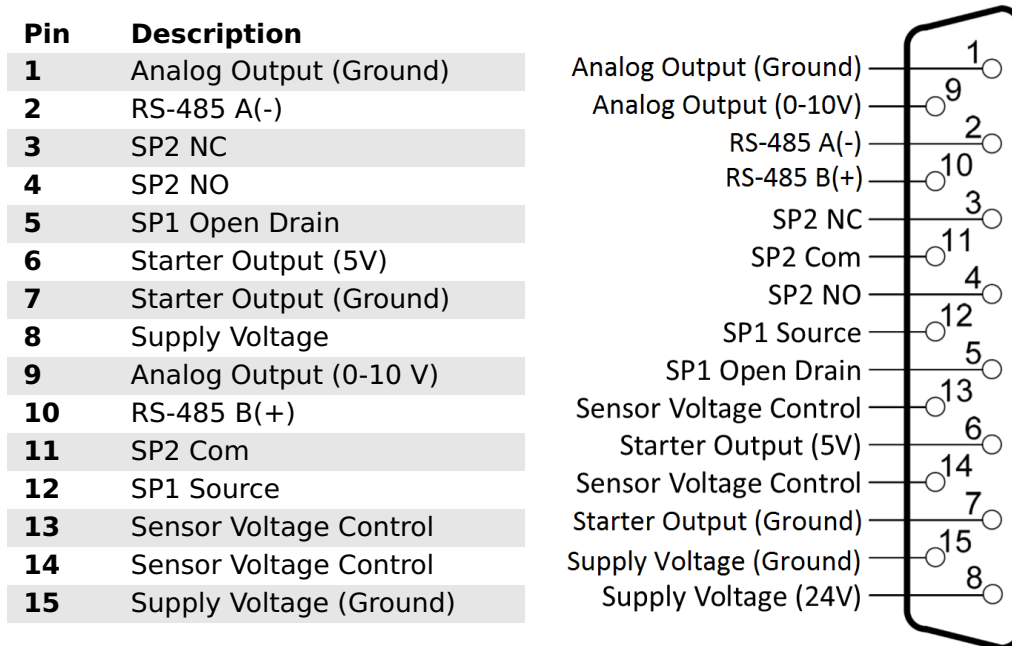 Pin Description
1 Analog Output (Ground)
2 RS-485 A(-)
3 SP2 NC
4 SP2 NO
5 SP1 Open Drain
6 Starter Output (5V)
7 Starter Output (Ground)
8 Supply Voltage
9 Analog Output (0-10 V)
10 RS-485 B(+)
11 SP2 Com
12 SP1 Source
13 Sensor Voltage Control
14 Sensor Voltage Control
15 Supply Voltage (Ground)
Analog Output (Ground) 1
Analog Output (0-10V) 9
RS-485 A(-) 2
RS-485 B(+) 10
SP2 NC 3
SP2 Com 11
SP2 NO 4
SP1 Source 12
SP1 Open Drain 5
Sensor Voltage Control 13
Starter Output (5V) 6
Sensor Voltage Control 14
Starter Output (Ground) 7
Supply Voltage (Ground) 15
Supply Voltage (24V) 8